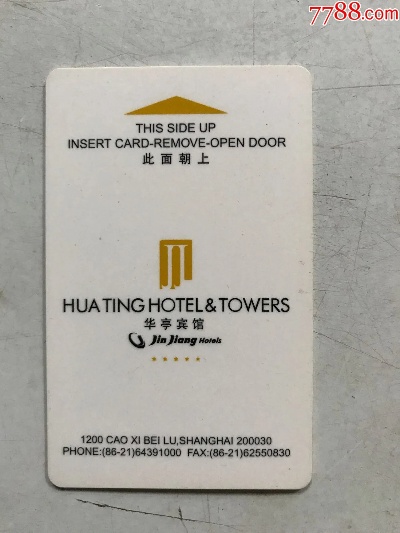 7788.com
THIS SIDE UP
INSERT CARD-REMOVE-OPEN DOOR
此面朝上
HUA TING HOTEL & TOWERS
华亭宾馆
Jin Jiang Hotels
1200 CAO XI BEI LU,SHANGHAI 200030
PHONE:(86-21)64391000 FAX:(86-21)62550830